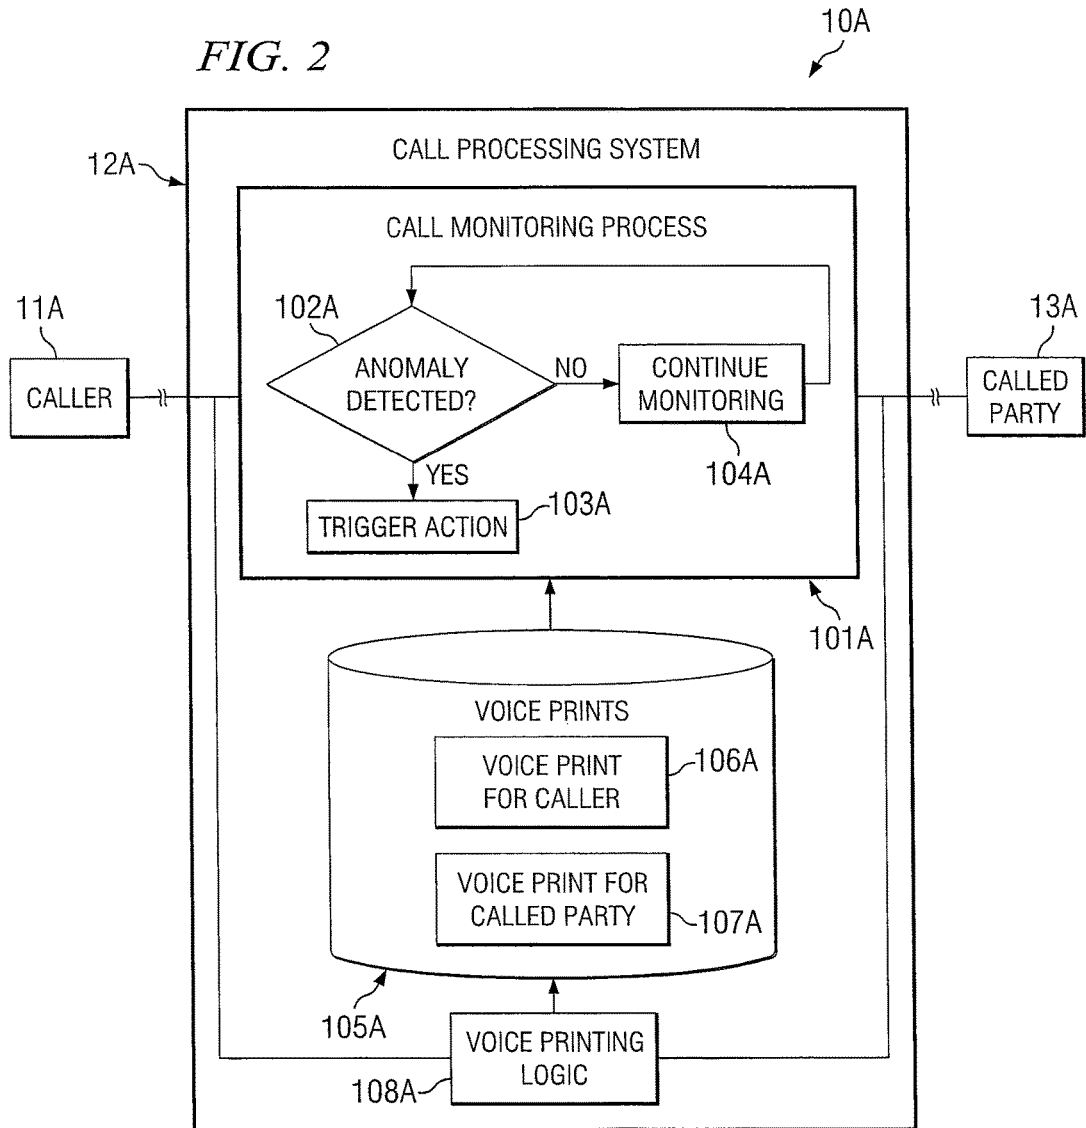 FIG. 2
10A
12A
CALL PROCESSING SYSTEM
CALL MONITORING PROCESS
11A
CALLER
102A
ANOMALY
DETECTED?
NO
CONTINUE
MONITORING
104A
YES
TRIGGER ACTION
103A
13A
CALLED
PARTY
101A
VOICE PRINTS
VOICE PRINT
FOR CALLER
106A
VOICE PRINT FOR
CALLED PARTY
107A
105A
VOICE PRINTING
LOGIC
108A